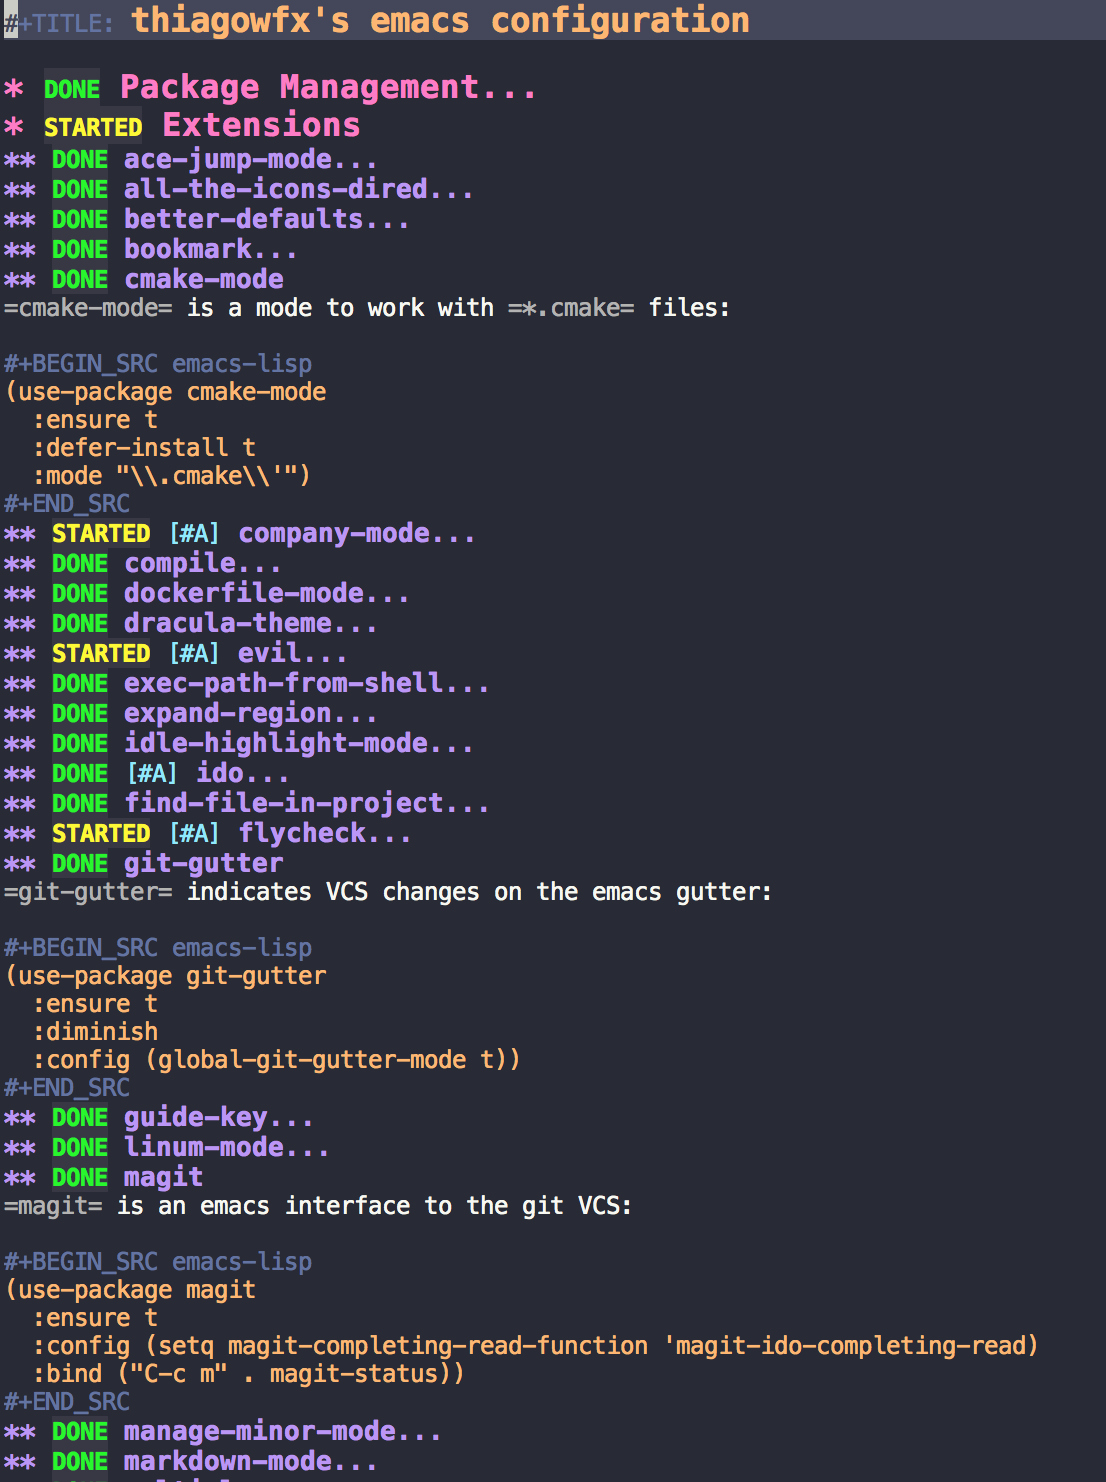 #+TITLE: thiagowfx's emacs configuration
* DONE Package Management...
* STARTED Extensions
** DONE ace-jump-mode...
** DONE all-the-icons-dired...
** DONE better-defaults...
** DONE bookmark...
** DONE cmake-mode
=cmake-mode= is a mode to work with =*.cmake= files:
#+BEGIN_SRC emacs-lisp
(use-package cmake-mode
  :ensure t
  :defer-install t
  :mode "\\.cmake\\'")
#+END_SRC
** STARTED [#A] company-mode...
** DONE compile...
** DONE dockerfile-mode...
** DONE dracula-theme...
** STARTED [#A] evil...
** DONE exec-path-from-shell...
** DONE expand-region...
** DONE idle-highlight-mode...
** DONE [#A] ido...
** DONE find-file-in-project...
** STARTED [#A] flycheck...
** DONE git-gutter
=git-gutter= indicates VCS changes on the emacs gutter:
#+BEGIN_SRC emacs-lisp
(use-package git-gutter
  :ensure t
  :diminish
  :config (global-git-gutter-mode t))
#+END_SRC
** DONE guide-key...
** DONE linum-mode...
** DONE magit
=magit= is an emacs interface to the git VCS:
#+BEGIN_SRC emacs-lisp
(use-package magit
  :ensure t
  :config (setq magit-completing-read-function 'magit-ido-completing-read)
  :bind ("C-c m" . magit-status))
#+END_SRC
** DONE manage-minor-mode...
** DONE markdown-mode...